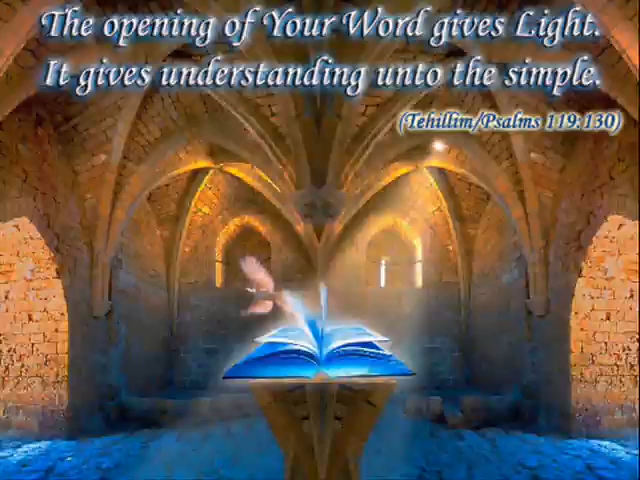 The opening of Your Word gives Light.
It gives understanding unto the simple.
(Tehillim/Psalms 119:130)